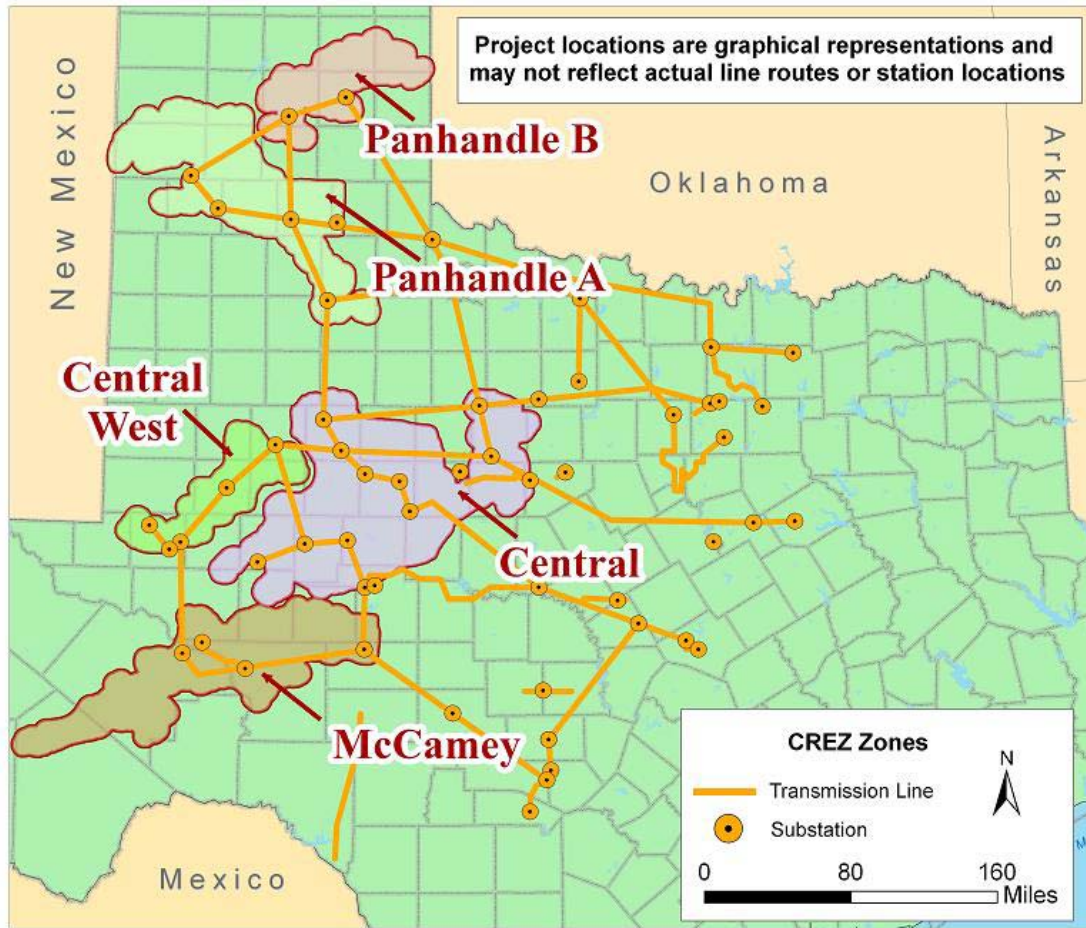 Project locations are graphical representations and
may not reflect actual line routes or station locations
New Mexico
Panhandle B
Oklahoma
Arkansas
Panhandle A
Central
West
Central
McCamey
Mexico
CREZ Zones
N
Transmission Line
Substation
0 80 160
Miles
M